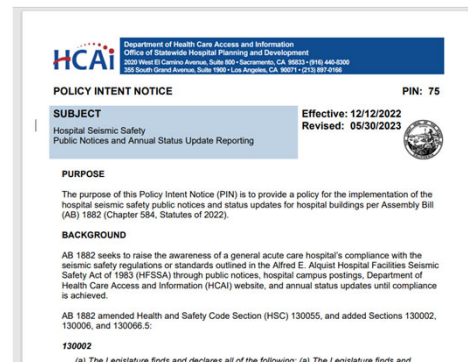 HCAi
Department of Health Care Access and Information
Office of Statewide Hospital Planning and Development
2020 West El Camino Avenue, Suite 800 • Sacramento, CA 95833 • (916) 440-8300
355 South Grand Avenue, Suite 1900 • Los Angeles, CA 90071 • (213) 897-0166
POLICY INTENT NOTICE PIN: 75
SUBJECT
Hospital Seismic Safety
Public Notices and Annual Status Update Reporting
Effective: 12/12/2022
Revised: 05/30/2023
PURPOSE
The purpose of this Policy Intent Notice (PIN) is to provide a policy for the implementation of the
hospital seismic safety public notices and status updates for hospital buildings per Assembly Bill
(AB) 1882 (Chapter 584, Statutes of 2022).
BACKGROUND
AB 1882 seeks to raise the awareness of a general acute care hospital's compliance with the
seismic safety regulations or standards outlined in the Alfred E. Alquist Hospital Facilities Seismic
Safety Act of 1983 (HFSSA) through public notices, hospital campus postings, Department of
Health Care Access and Information (HCAI) website, and annual status updates until compliance
is achieved.
AB 1882 amended Health and Safety Code Section (HSC) 130055, and added Sections 130002,
130006, and 130066.5:
130002
(a) The Legislature finds and declares all of the following: (a) The Legislature finds and